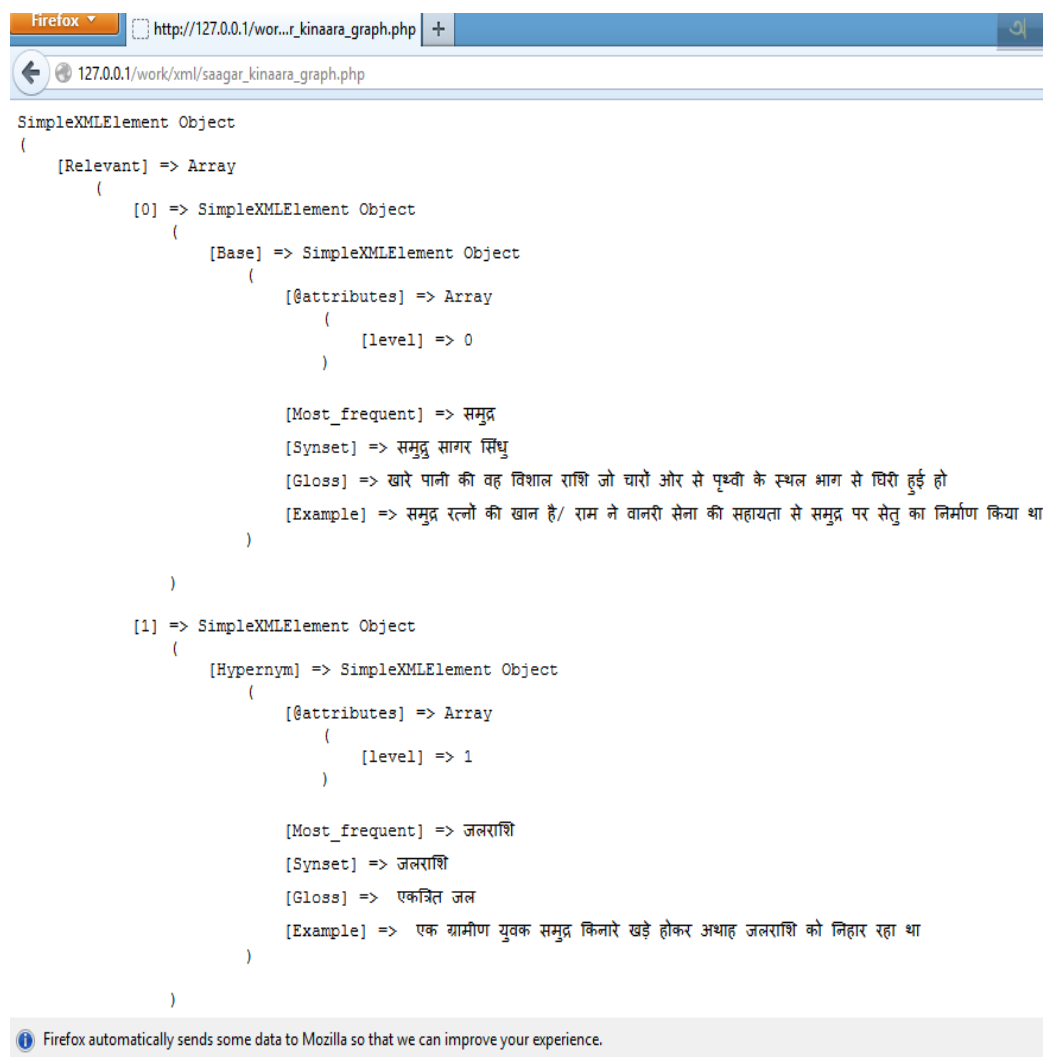 Firefox
http://127.0.0.1/wor...r_kinaara_graph.php +
अ
127.0.0.1/work/xml/saagar_kinaara_graph.php
SimpleXMLElement Object
(
[Relevant] => Array
(
[0] => SimpleXMLElement Object
(
[Base] => SimpleXMLElement Object
(
[@attributes] => Array
(
[level] => 0
)
[Most_frequent] => समुद्र
[Synset] => समुद्र सागर सिंधु
[Gloss] => खारे पानी की वह विशाल राशि जो चारों ओर से पृथ्वी के स्थल भाग से घिरी हुई हो
[Example] => समुद्र रत्नों की खान है/ राम ने वानरी सेना की सहायता से समुद्र पर सेतु का निर्माण किया था
)
)
[1] => SimpleXMLElement Object
(
[Hypernym] => SimpleXMLElement Object
(
[@attributes] => Array
(
[level] => 1
)
[Most_frequent] => जलराशि
[Synset] => जलराशि
[Gloss] => एकत्रित जल
[Example] => एक ग्रामीण युवक समुद्र किनारे खड़े होकर अथाह जलराशि को निहार रहा था
)
)
Firefox automatically sends some data to Mozilla so that we can improve your experience.